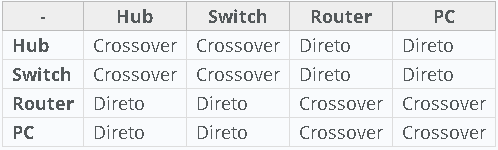 - Hub Switch Router PC
Hub Crossover Crossover Direto Direto
Switch Crossover Crossover Direto Direto
Router Direto Direto Crossover Crossover
PC Direto Direto Crossover Crossover